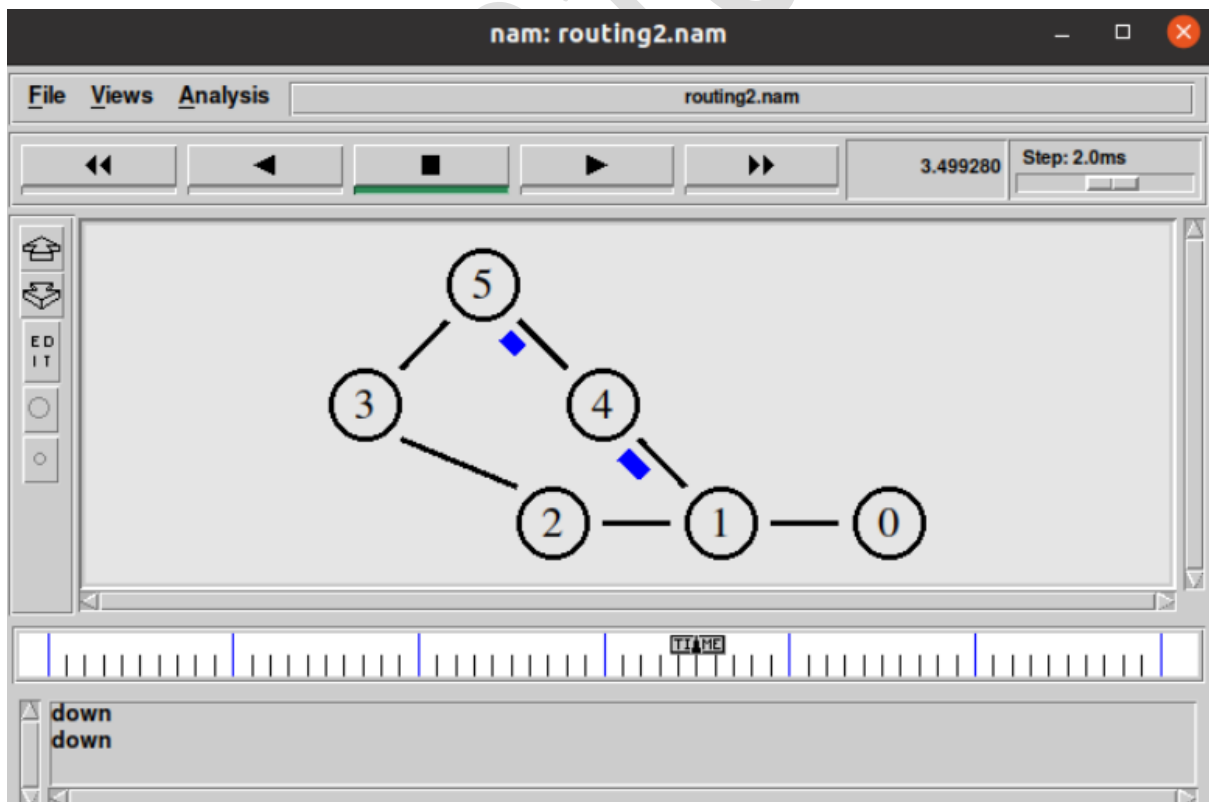 nam: routing2.nam
File Views Analysis routing2.nam
3.499280 Step: 2.0ms
ED
IT
5
3 4
2 1 0
TIME
down
down